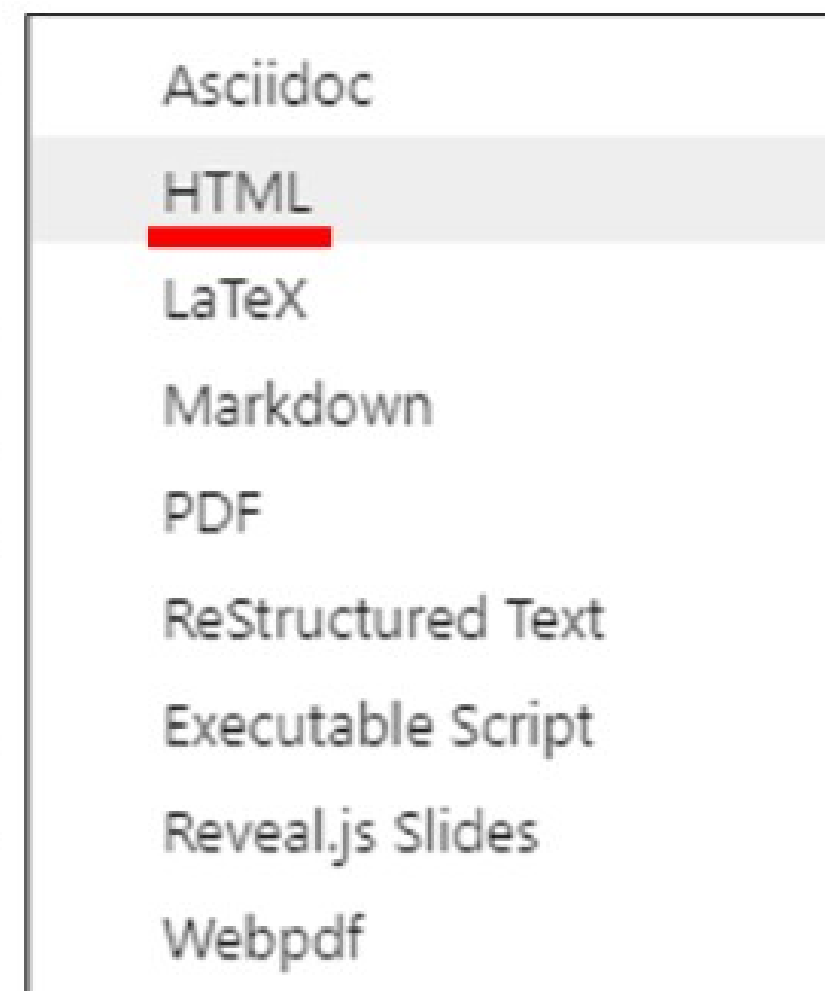 Asciidoc
HTML
LaTeX
Markdown
PDF
ReStructured Text
Executable Script
Reveal.js Slides
Webpdf